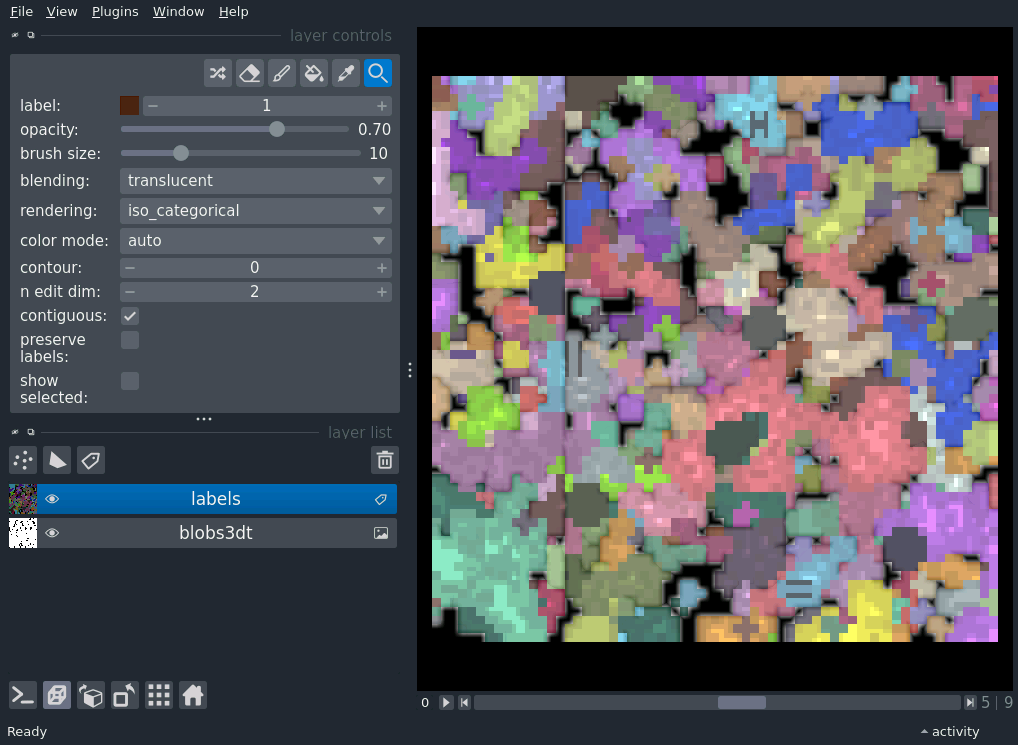 File View Plugins Window Help
layer controls
label: 1
opacity: 0.70
brush size: 10
blending: translucent
rendering: iso_categorical
color mode: auto
contour: 0
n edit dim: 2
contiguous:
preserve
labels:
show
selected:
layer list
labels
blobs3dt
0 5 | 9
Ready activity